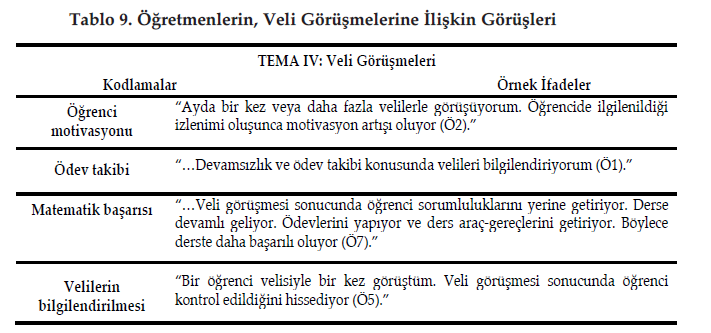 Tablo 9. Öğretmenlerin, Veli Görüşmelerine İlişkin Görüşleri
TEMA IV: Veli Görüşmeleri
Kodlamalar Örnek İfadeler
Öğrenci motivasyonu
“Ayda bir kez veya daha fazla velilerle görüşüyorum. Öğrencide ilgilenildiği
izlenimi oluşunca motivasyon artışı oluyor (Ö2).”
Ödev takibi
“…Devamsızlık ve ödev takibi konusunda velileri bilgilendiriyorum (Ö1).”
Matematik başarısı
“…Veli görüşmesi sonucunda öğrenci sorumluluklarını yerine getiriyor. Derse
devamlı geliyor. Ödevlerini yapıyor ve ders araç-gereçlerini getiriyor. Böylece
derste daha başarılı oluyor (Ö7).”
Velilerin
bilgilendirilmesi
“Bir öğrenci velisiyle bir kez görüştüm. Veli görüşmesi sonucunda öğrenci
kontrol edildiğini hissediyor (Ö5).”